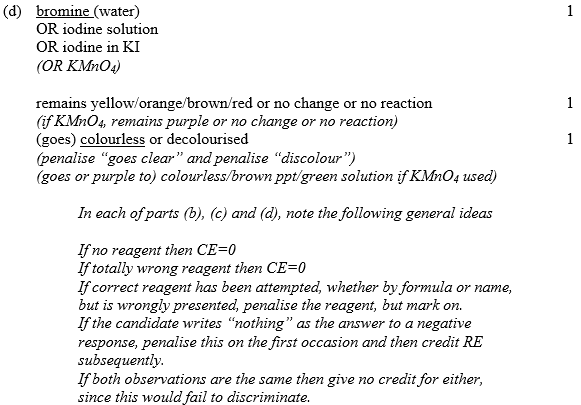 (d) bromine (water) 1
OR iodine solution
OR iodine in KI
(OR KMnO4)
remains yellow/orange/brown/red or no change or no reaction 1
(if KMnO4, remains purple or no change or no reaction)
(goes) colourless or decolourised 1
(penalise “goes clear” and penalise “discolour”)
(goes or purple to) colourless/brown ppt/green solution if KMnO4 used)
In each of parts (b), (c) and (d), note the following general ideas
If no reagent then CE=0
If totally wrong reagent then CE=0
If correct reagent has been attempted, whether by formula or name,
but is wrongly presented, penalise the reagent, but mark on.
If the candidate writes “nothing” as the answer to a negative
response, penalise this on the first occasion and then credit RE
subsequently.
If both observations are the same then give no credit for either,
since this would fail to discriminate.